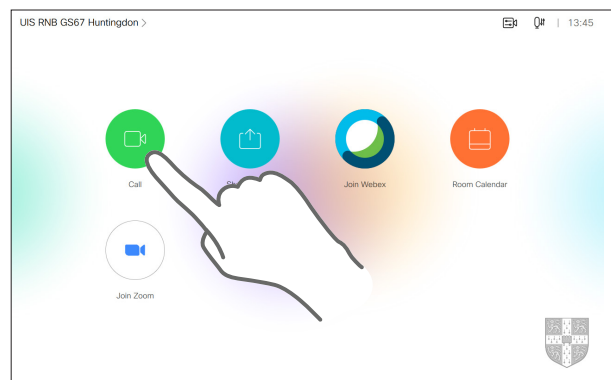 UIS RNB GS67 Huntingdon >
| 13:45
Call
Join Webex
Room Calendar
Join Zoom